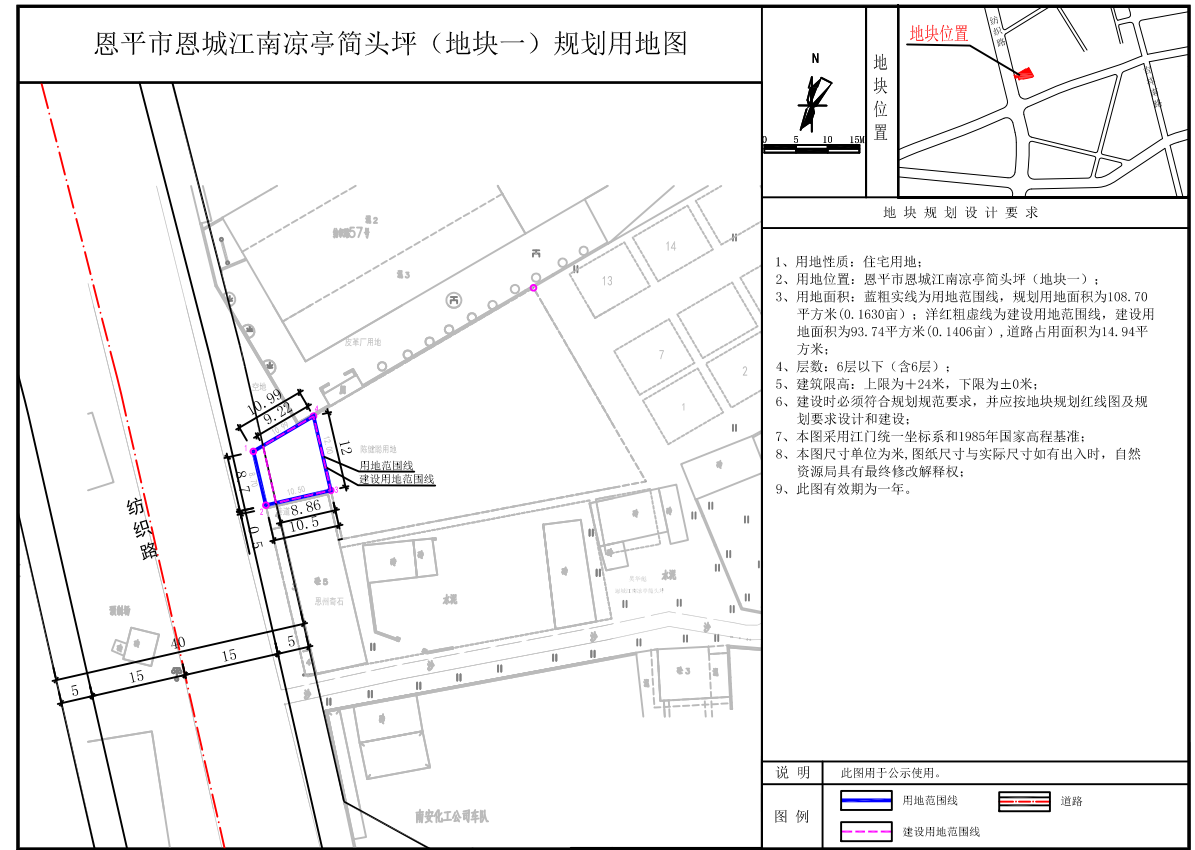 恩平市恩城江南凉亭简头坪（地块一）规划用地图
N
0 5 10 15M
地块位置
地块位置
纺织路
地块规划设计要求
1、用地性质：住宅用地；
2、用地位置：恩平市恩城江南凉亭简头坪（地块一）；
3、用地面积：蓝粗实线为用地范围线，规划用地面积为108.70
平方米(0.1630亩）；洋红粗虚线为建设用地范围线，建设用
地面积为93.74平方米(0.1406亩）,道路占用面积为14.94平
方米；
4、层数：6层以下（含6层）；
5、建筑限高：上限为＋24米，下限为±0米；
6、建设时必须符合规划规范要求，并应按地块规划红线图及规
划要求设计和建设；
7、本图采用江门统一坐标系和1985年国家高程基准；
8、本图尺寸单位为米,图纸尺寸与实际尺寸如有出入时，自然
资源局具有最终修改解释权；
9、此图有效期为一年。
14
13
7
2
皮革厂用地
空地
10.99
9.22
12
8.7
0.5
8.86
10.5
10.90
用地范围线
建设用地范围线
纺织路
水泥
水泥
40
5
15
15
5
南安化工公司车队
说明
此图用于公示使用。
图例
用地范围线
道路
建设用地范围线